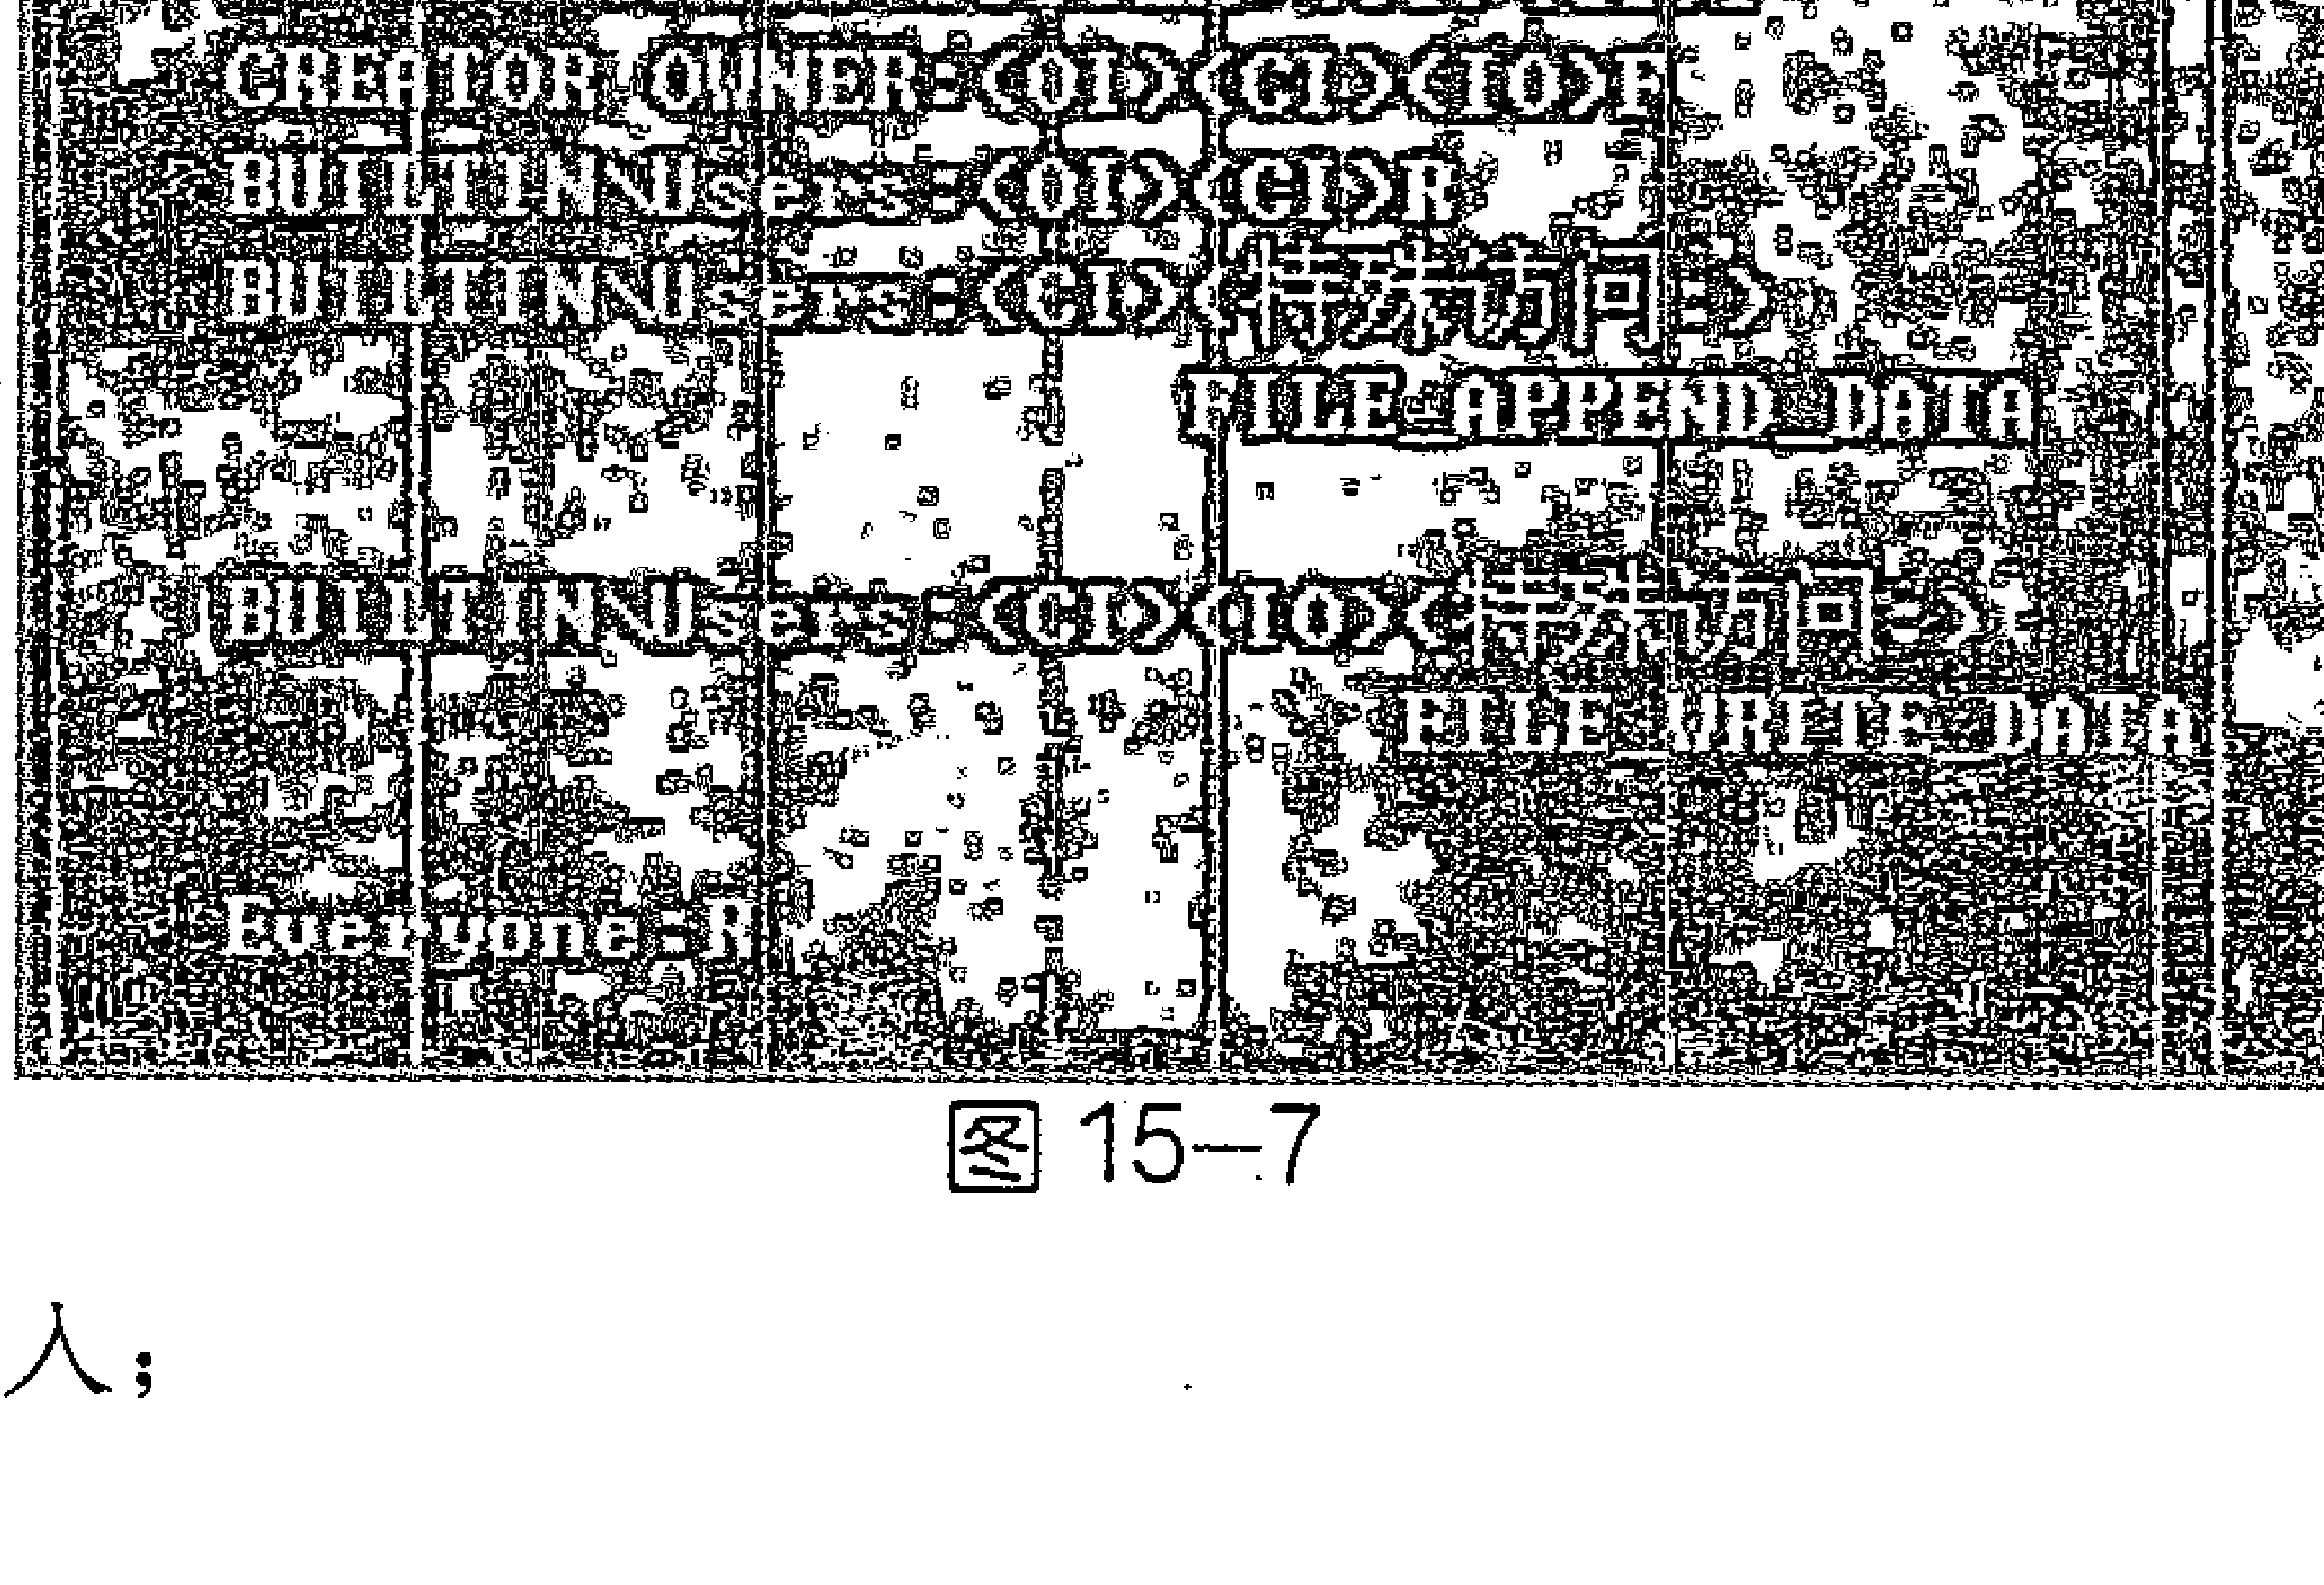 CREATOR OWNER:(OI)(CI)(IO)F
BUILTIN\Users:(OI)(CI)R
BUILTIN\Users:(CI)(特殊访问:)
FILE_APPEND_DATA
BUILTIN\Users:(CI)(IO)(特殊访问:)
FILE_WRITE_DATA
Everyone:R
图 15-7
人；